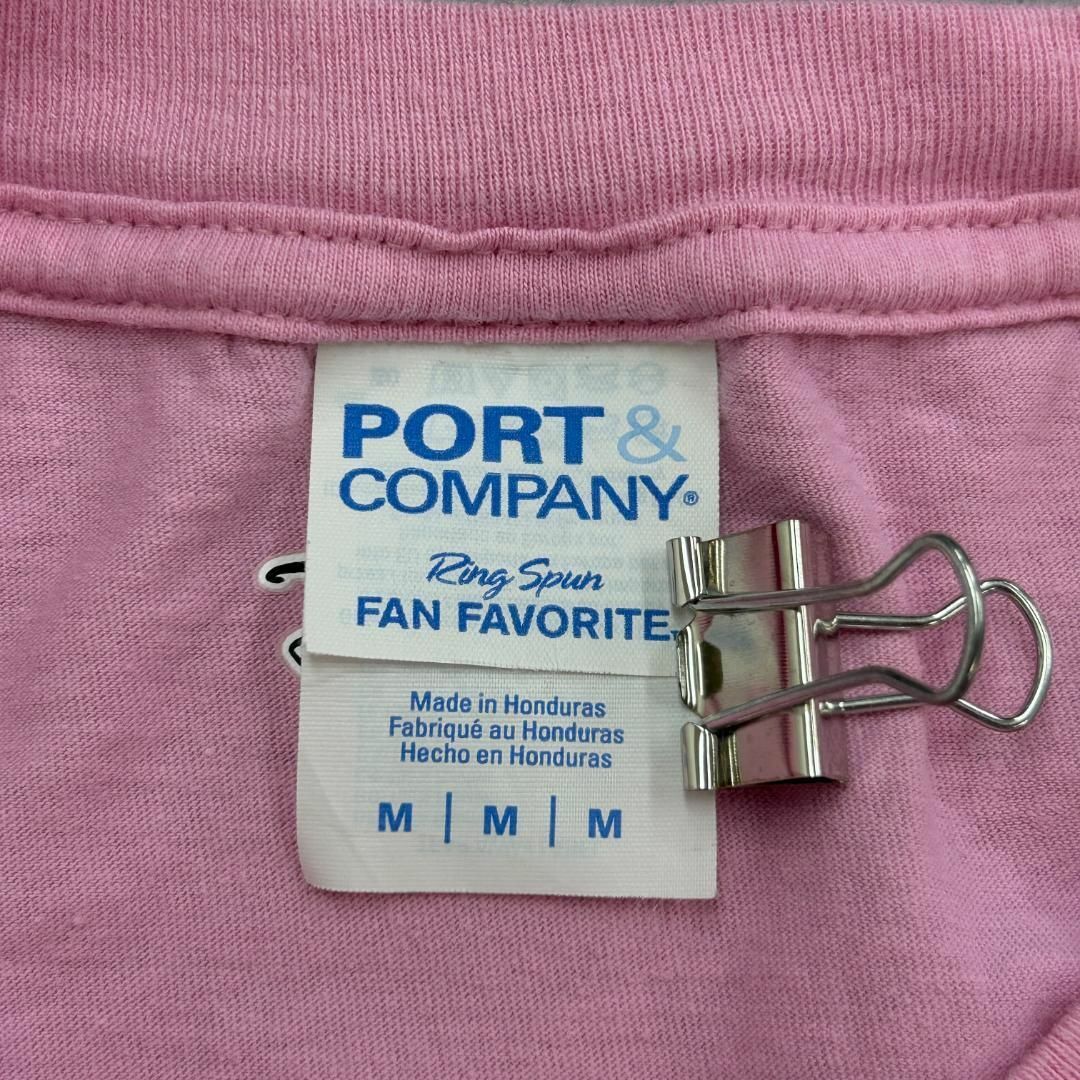 PORT &
COMPANY®
Ring Spun
FAN FAVORITE
Made in Honduras
Fabriqué au Honduras
Hecho en Honduras
M | M | M